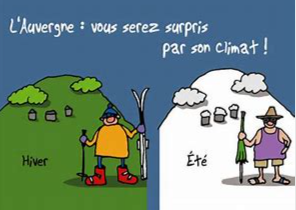 L'Auvergne : vous serez surpris
par son climat !
Hiver
Été